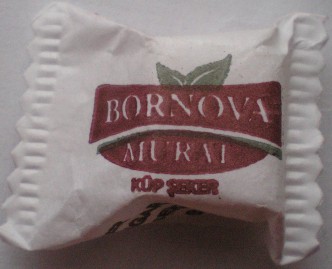 BORNOVA
MURAT
KÜP ŞEKER